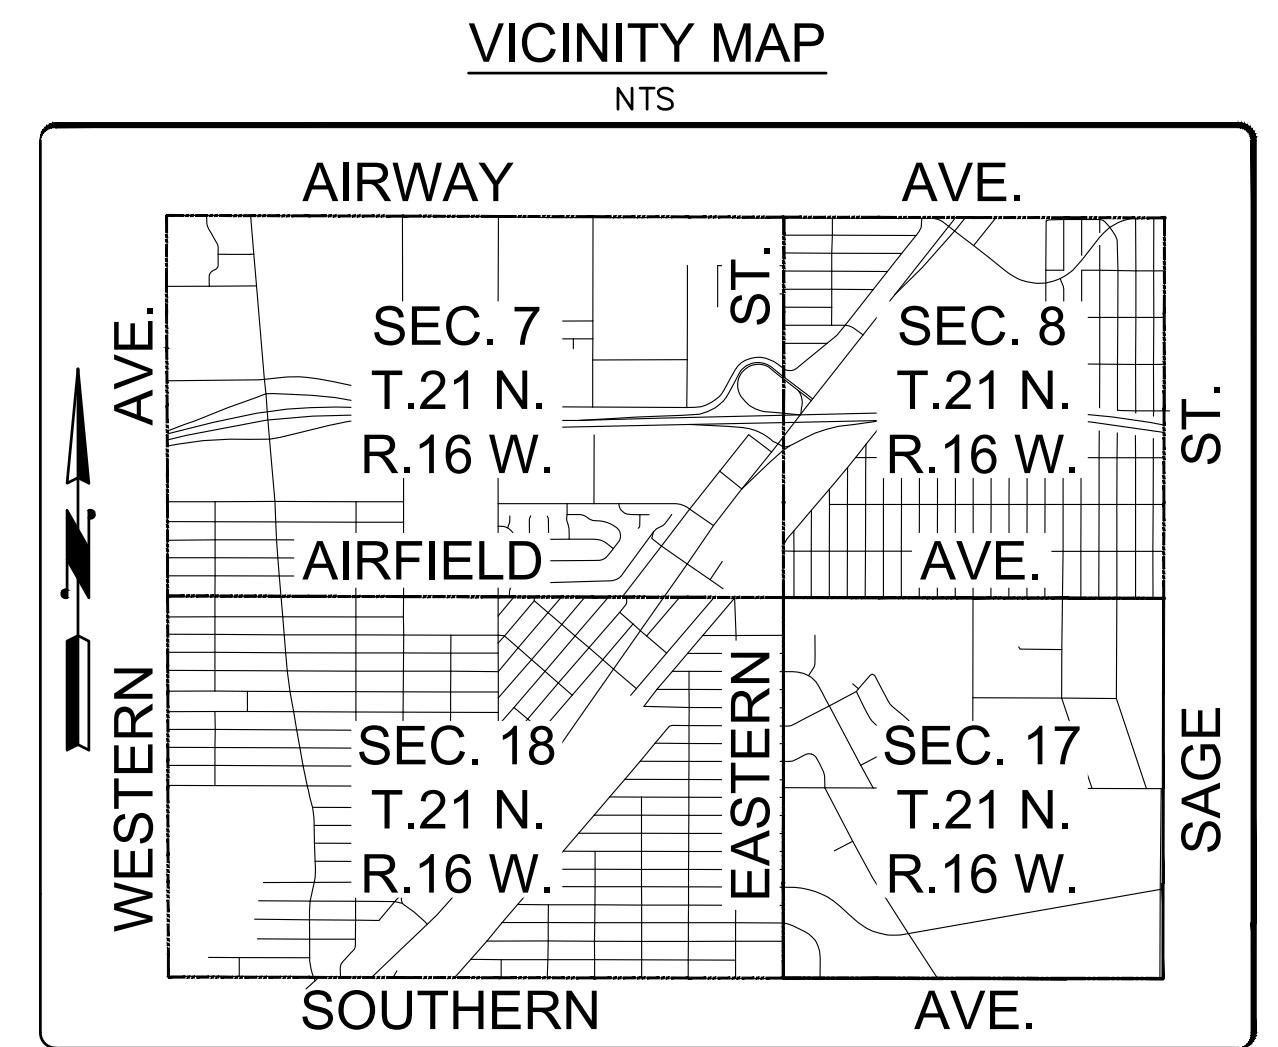 VICINITY MAP
NTS
AIRWAY AVE.
WESTERN AVE.
SEC. 7
T.21 N.
R.16 W.
EASTERN ST.
SEC. 8
T.21 N.
R.16 W.
SAGE ST.
AIRFIELD AVE.
SEC. 18
T.21 N.
R.16 W.
SEC. 17
T.21 N.
R.16 W.
SOUTHERN AVE.
N